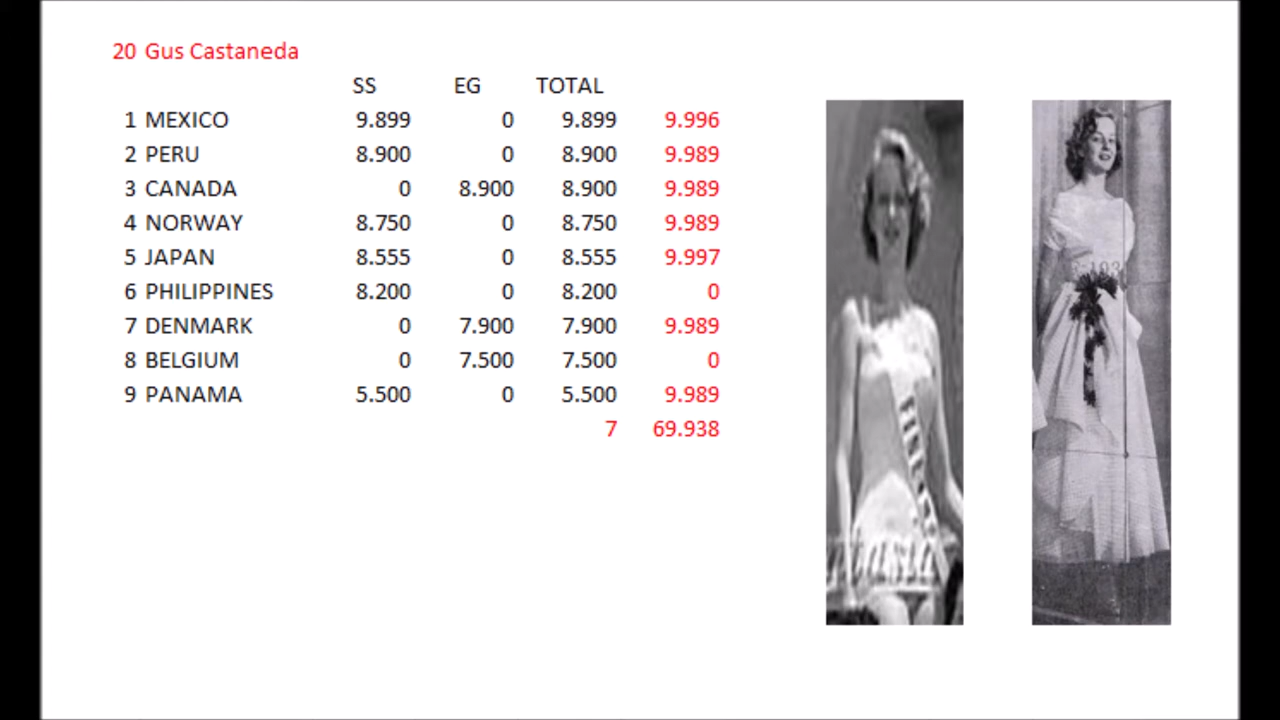 20 Gus Castaneda
SS EG TOTAL
1 MEXICO 9.899 0 9.899 9.996
2 PERU 8.900 0 8.900 9.989
3 CANADA 0 8.900 8.900 9.989
4 NORWAY 8.750 0 8.750 9.989
5 JAPAN 8.555 0 8.555 9.997
6 PHILIPPINES 8.200 0 8.200 0
7 DENMARK 0 7.900 7.900 9.989
8 BELGIUM 0 7.500 7.500 0
9 PANAMA 5.500 0 5.500 9.989
7 69.938